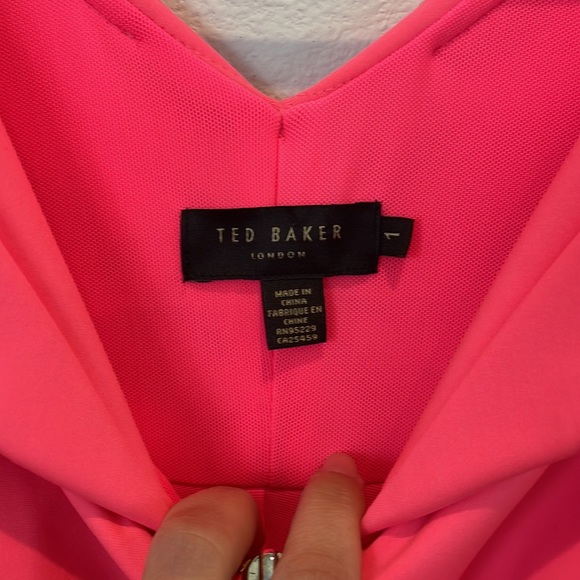 TED BAKER
LONDON
1
MADE IN
CHINA
FABRIQUE EN
CHINE
RN95229
CA25459